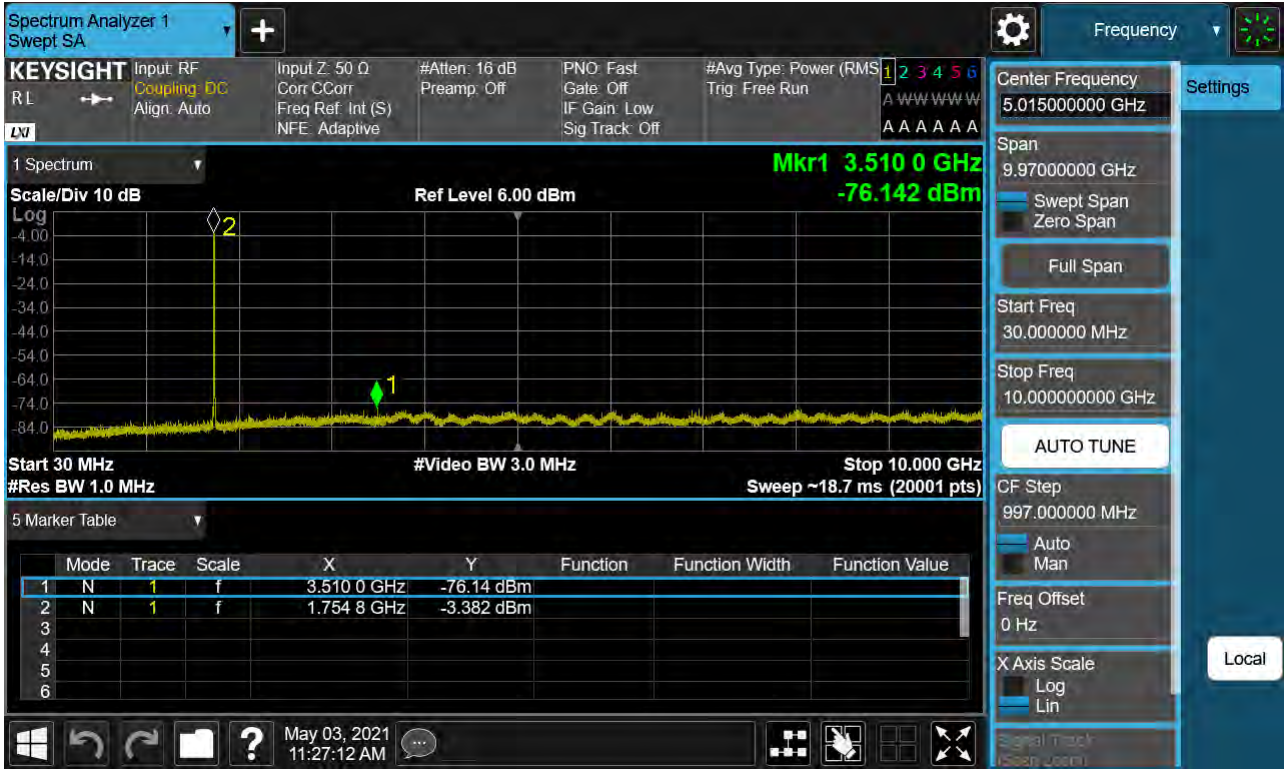 Spectrum Analyzer 1
Swept SA
Frequency
KEYSIGHT
R L
LXI
Input: RF
Coupling: DC
Align: Auto
Input Z: 50 Ω
Corr CCorr
Freq Ref: Int (S)
NFE: Adaptive
#Atten: 16 dB
Preamp: Off
PNO: Fast
Gate: Off
IF Gain: Low
Sig Track: Off
#Avg Type: Power (RMS
Trig: Free Run
1 2 3 4 5 6
A W W W W W
A A A A A A
1 Spectrum
Scale/Div 10 dB
Ref Level 6.00 dBm
Mkr1 3.510 0 GHz
-76.142 dBm
Log
-4.00
-14.0
-24.0
-34.0
-44.0
-54.0
-64.0
-74.0
-84.0
2
1
Start 30 MHz
#Video BW 3.0 MHz
Stop 10.000 GHz
#Res BW 1.0 MHz
Sweep ~18.7 ms (20001 pts)
5 Marker Table
Mode Trace Scale X Y Function Function Width Function Value
1 N 1 f 3.510 0 GHz -76.14 dBm
2 N 1 f 1.754 8 GHz -3.382 dBm
3
4
5
6
May 03, 2021
11:27:12 AM
Center Frequency
5.015000000 GHz
Settings
Span
9.97000000 GHz
Swept Span
Zero Span
Full Span
Start Freq
30.000000 MHz
Stop Freq
10.000000000 GHz
AUTO TUNE
CF Step
997.000000 MHz
Auto
Man
Freq Offset
0 Hz
X Axis Scale
Log
Lin
Local
Signal Track
(Span Zoom)